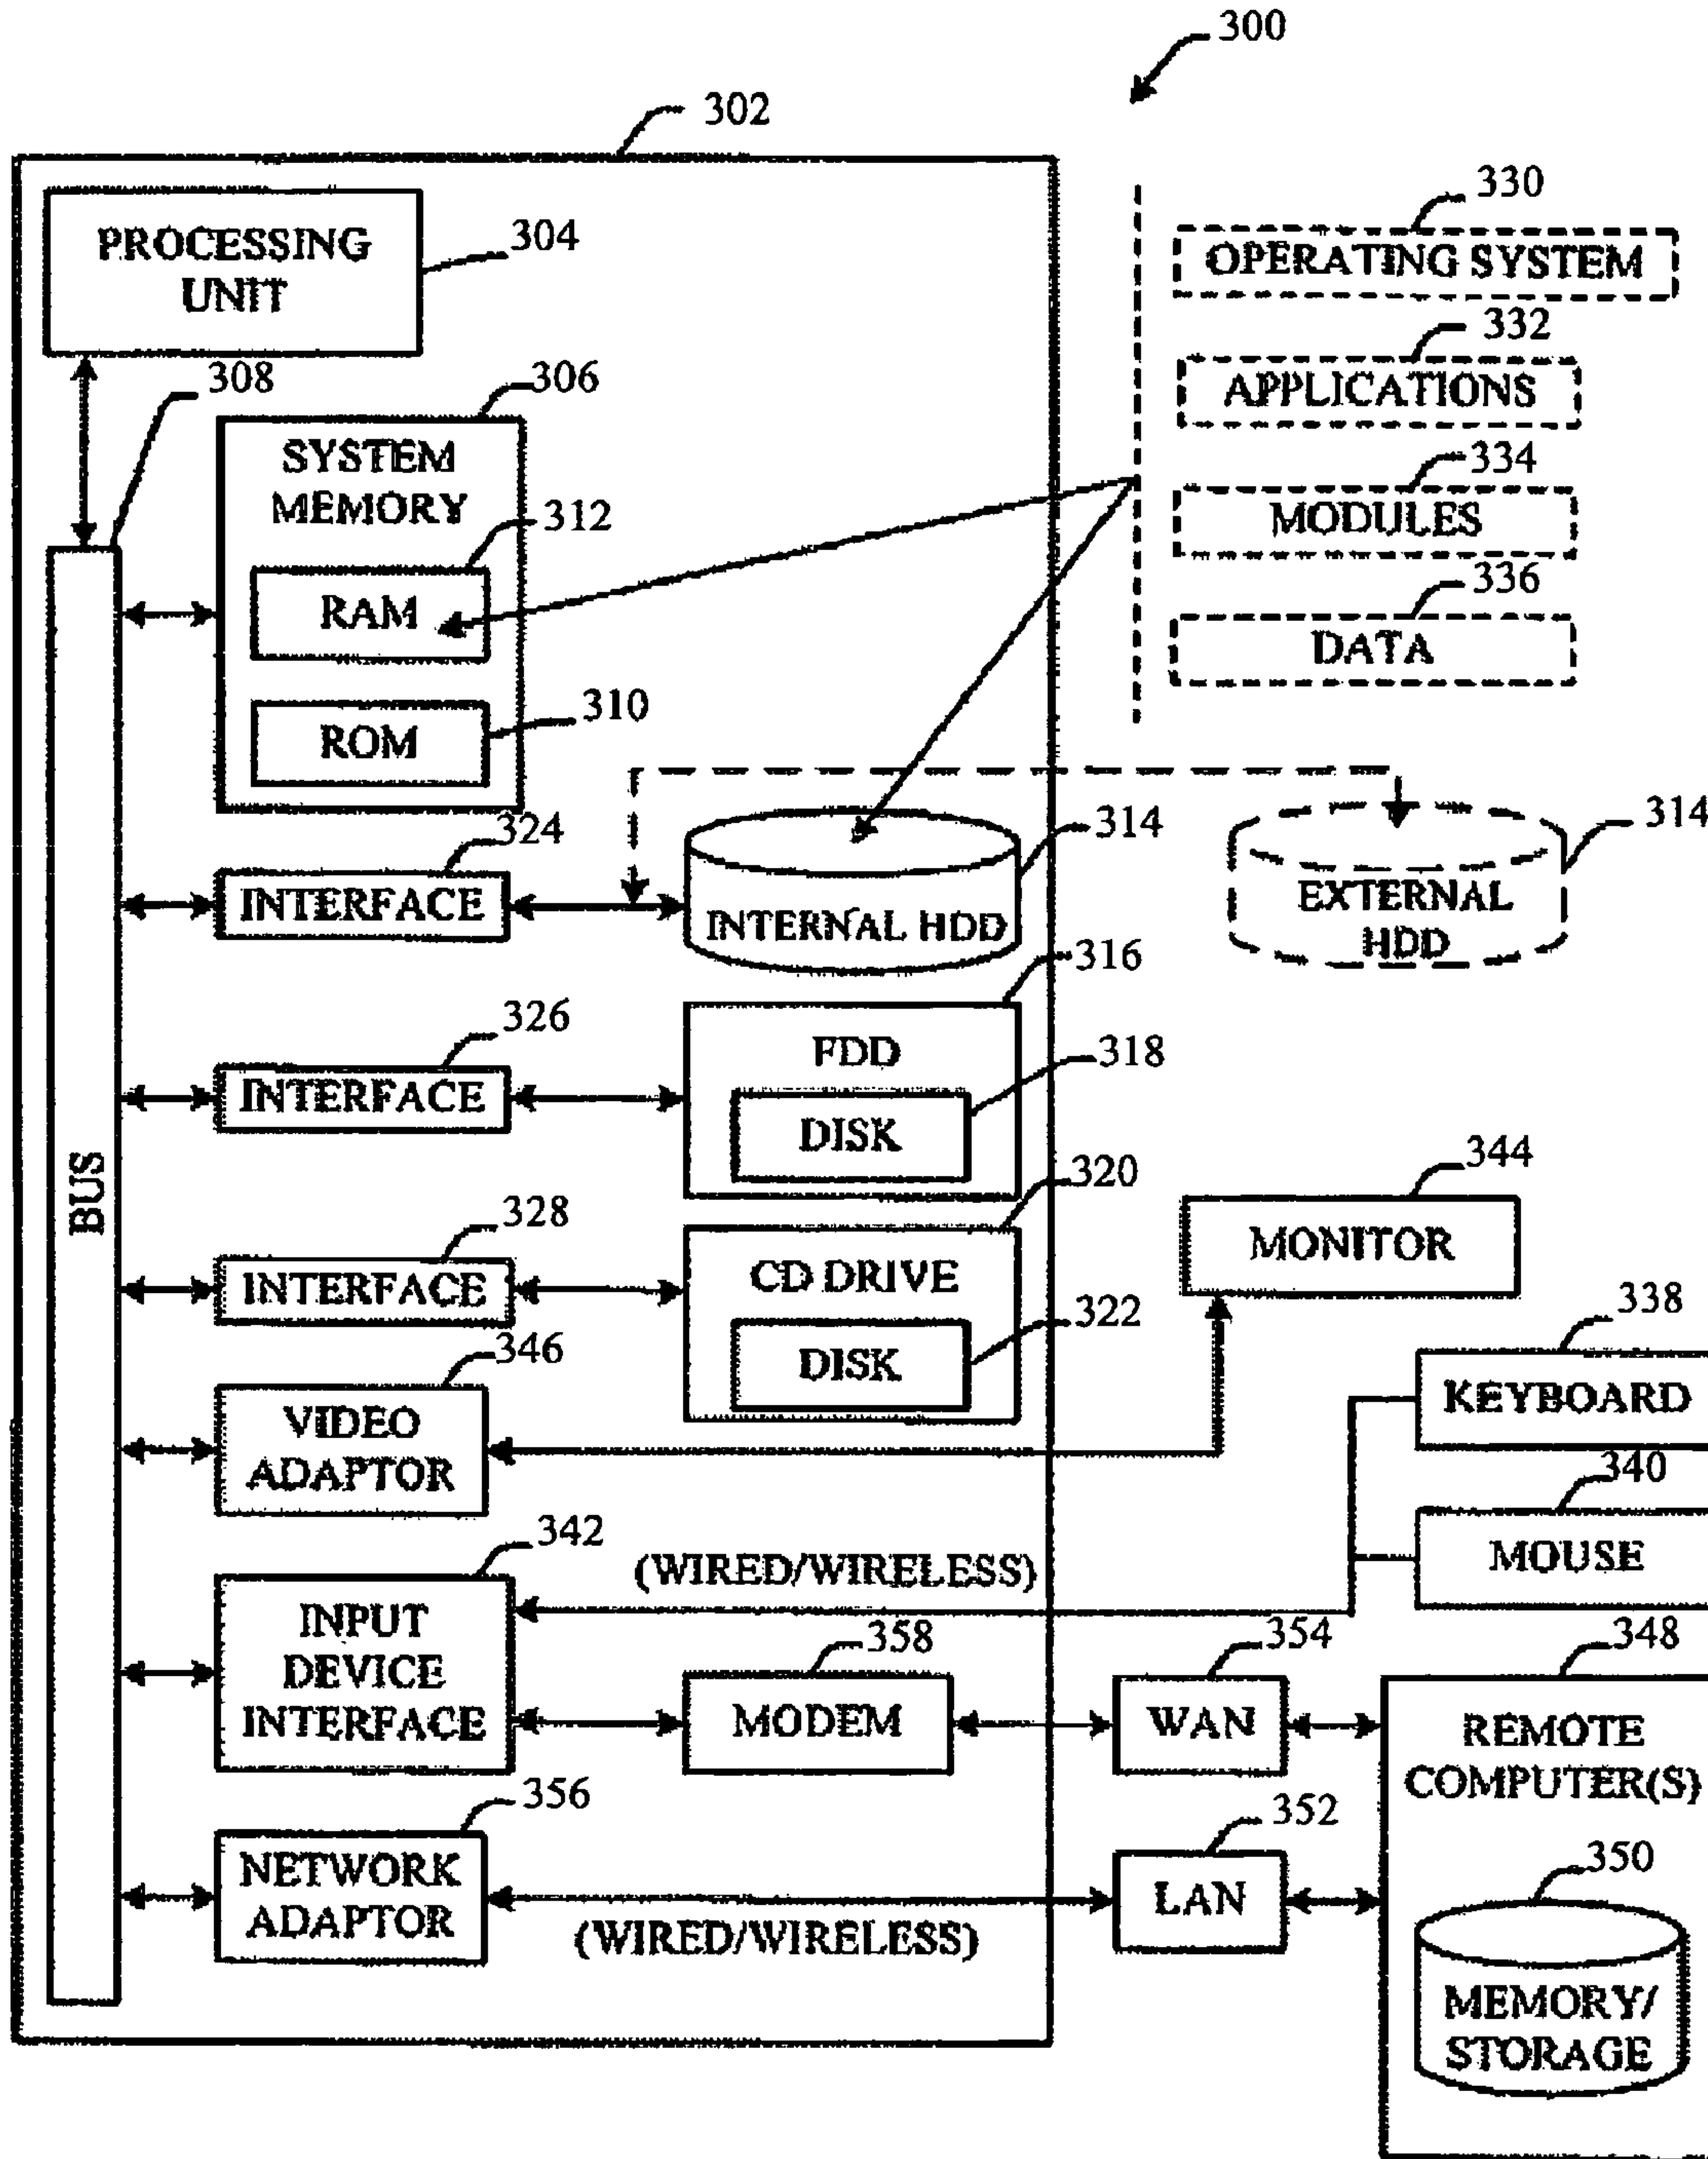 300
302
PROCESSING
UNIT
304
330
OPERATING SYSTEM
332
APPLICATIONS
334
MODULES
336
DATA
308
306
SYSTEM
MEMORY
312
RAM
310
ROM
324
INTERFACE
314
INTERNAL HDD
314
EXTERNAL
HDD
316
FDD
318
DISK
326
INTERFACE
BUS
320
CD DRIVE
322
DISK
328
INTERFACE
344
MONITOR
346
VIDEO
ADAPTOR
338
KEYBOARD
340
MOUSE
342
INPUT
DEVICE
INTERFACE
(WIRED/WIRELESS)
358
MODEM
354
WAN
348
REMOTE
COMPUTER(S)
356
NETWORK
ADAPTOR
(WIRED/WIRELESS)
352
LAN
350
MEMORY/
STORAGE